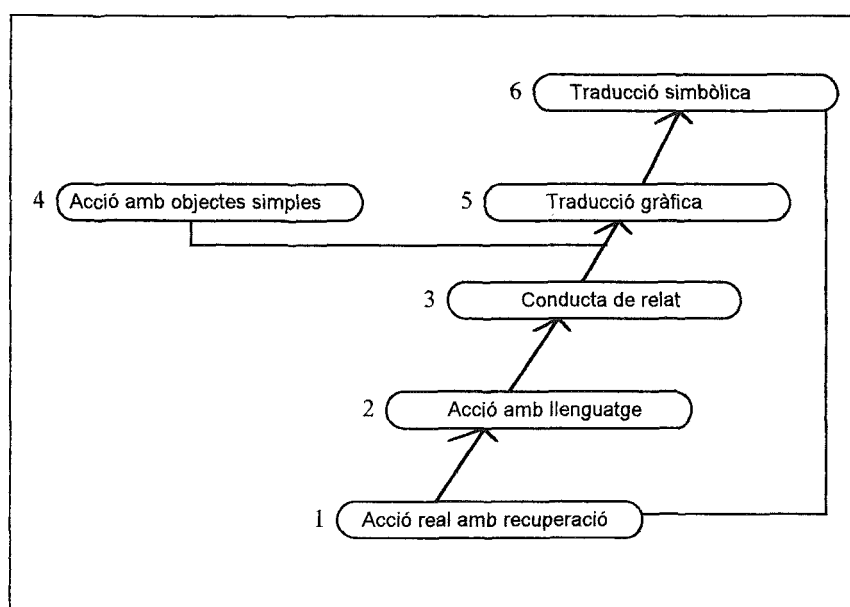 6 Traducció simbòlica
4 Acció amb objectes simples
5 Traducció gràfica
3 Conducta de relat
2 Acció amb llenguatge
1 Acció real amb recuperació